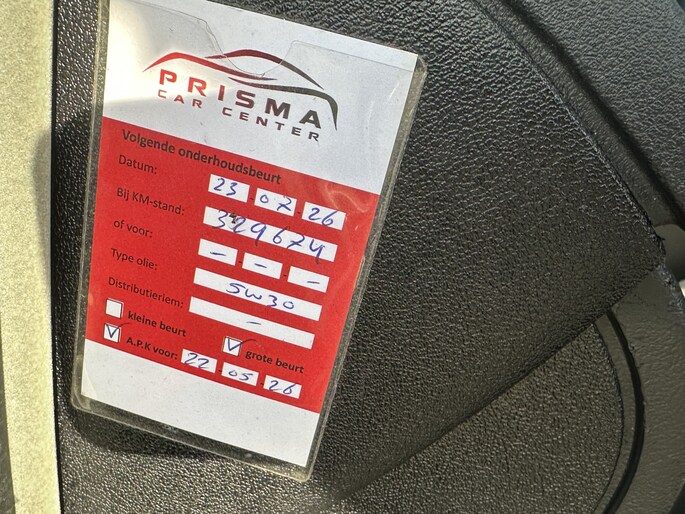 PRISMA
CAR CENTER
Volgende onderhoudsbeurt
Datum: 23.07.26
Bij KM-stand: 329674
of voor: - - -
Type olie: 5W30
Distributieriem: -
kleine beurt
grote beurt
A.P.K voor: 22.05.26